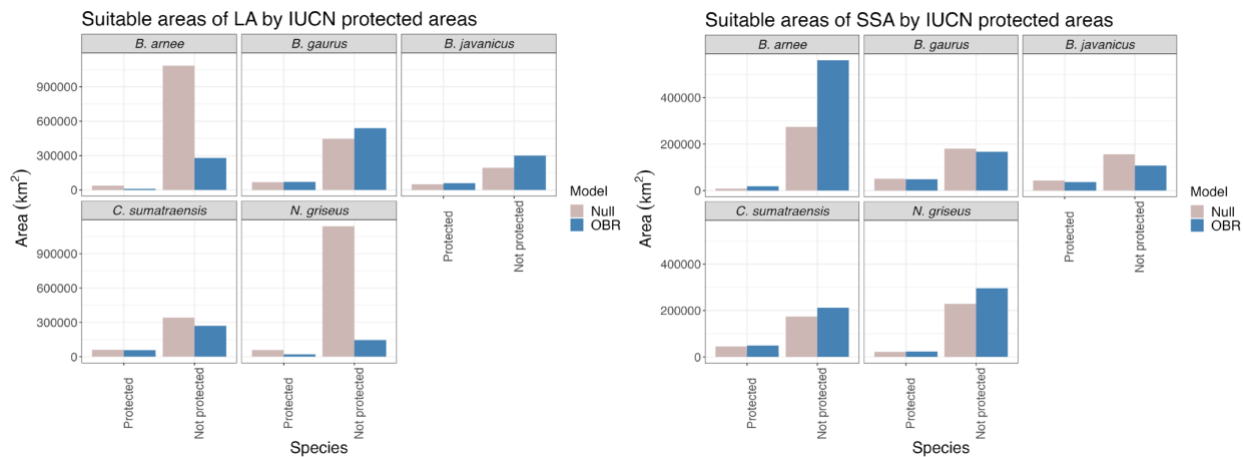 Suitable areas of LA by IUCN protected areas
B. arnee
B. gaurus
B. javanicus
900000
600000
300000
0
C. sumatraensis
N. griseus
900000
600000
300000
0
Protected
Not protected
Protected
Not protected
Protected
Not protected
Area (km²)
Species
Model
Null
OBR
Suitable areas of SSA by IUCN protected areas
B. arnee
B. gaurus
B. javanicus
400000
200000
0
C. sumatraensis
N. griseus
400000
200000
0
Protected
Not protected
Protected
Not protected
Protected
Not protected
Area (km²)
Species
Model
Null
OBR